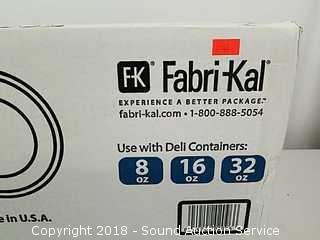 FK® Fabri-Kal®
EXPERIENCE A BETTER PACKAGE.™
fabri-kal.com • 1-800-888-5054
Use with Deli Containers:
8 16 32
oz oz oz
e in U.S.A.
Copyright 2018 - Sound Auction Service